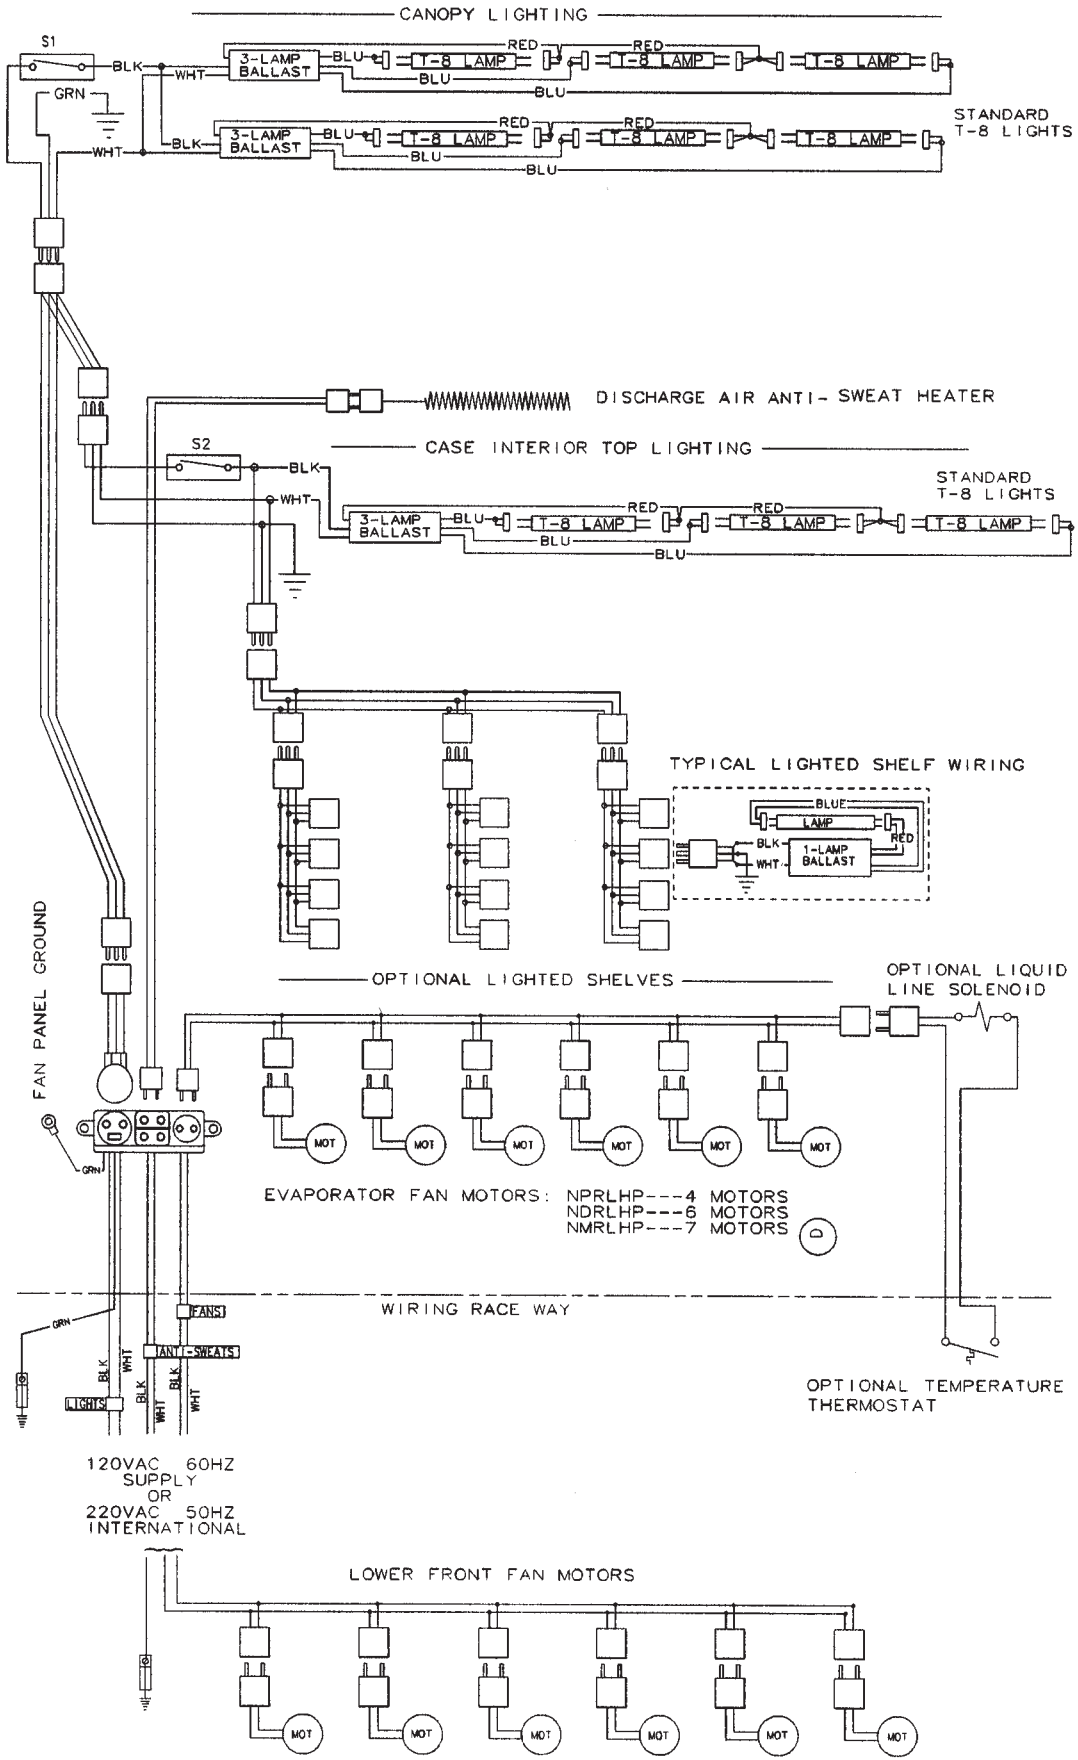 CANOPY LIGHTING
S1
BLK
WHT
GRN
3-LAMP
BALLAST
BLU
RED
RED
T-8 LAMP
T-8 LAMP
T-8 LAMP
BLU
BLU
STANDARD
T-8 LIGHTS
WHT
BLK
3-LAMP
BALLAST
BLU
RED
RED
T-8 LAMP
T-8 LAMP
T-8 LAMP
BLU
BLU
DISCHARGE AIR ANTI- SWEAT HEATER
CASE INTERIOR TOP LIGHTING
S2
BLK
WHT
STANDARD
T-8 LIGHTS
3-LAMP
BALLAST
BLU
RED
RED
T-8 LAMP
T-8 LAMP
T-8 LAMP
BLU
BLU
TYPICAL LIGHTED SHELF WIRING
BLUE
LAMP
RED
BLK
WHT
1-LAMP
BALLAST
FAN PANEL GROUND
OPTIONAL LIGHTED SHELVES
OPTIONAL LIQUID
LINE SOLENOID
MOT
MOT
MOT
MOT
MOT
MOT
GRN
EVAPORATOR FAN MOTORS: NPRLHP---4 MOTORS
NDRLHP---6 MOTORS
NMRLHP---7 MOTORS
D
WIRING RACE WAY
FANS
GRN
ANTI-SWEATS
BLK
WHT
BLK
WHT
BLK
WHT
LIGHTS
OPTIONAL TEMPERATURE
THERMOSTAT
120VAC 60HZ
SUPPLY
OR
220VAC 50HZ
INTERNATIONAL
LOWER FRONT FAN MOTORS
MOT
MOT
MOT
MOT
MOT
MOT